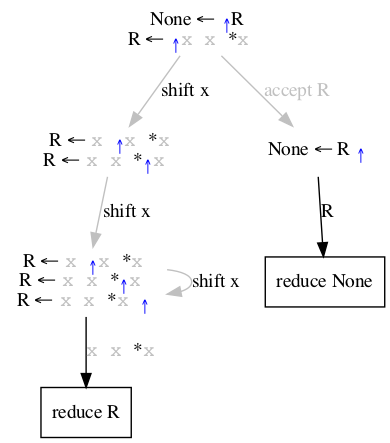 None ← ↑R
R ← ↑x x *x
shift x
accept R
R ← x ↑x *x
R ← x x *↑x
None ← R ↑
shift x
R
R ← x ↑x *x
R ← x x *↑x
R ← x x *x ↑
shift x
reduce None
x x *x
reduce R